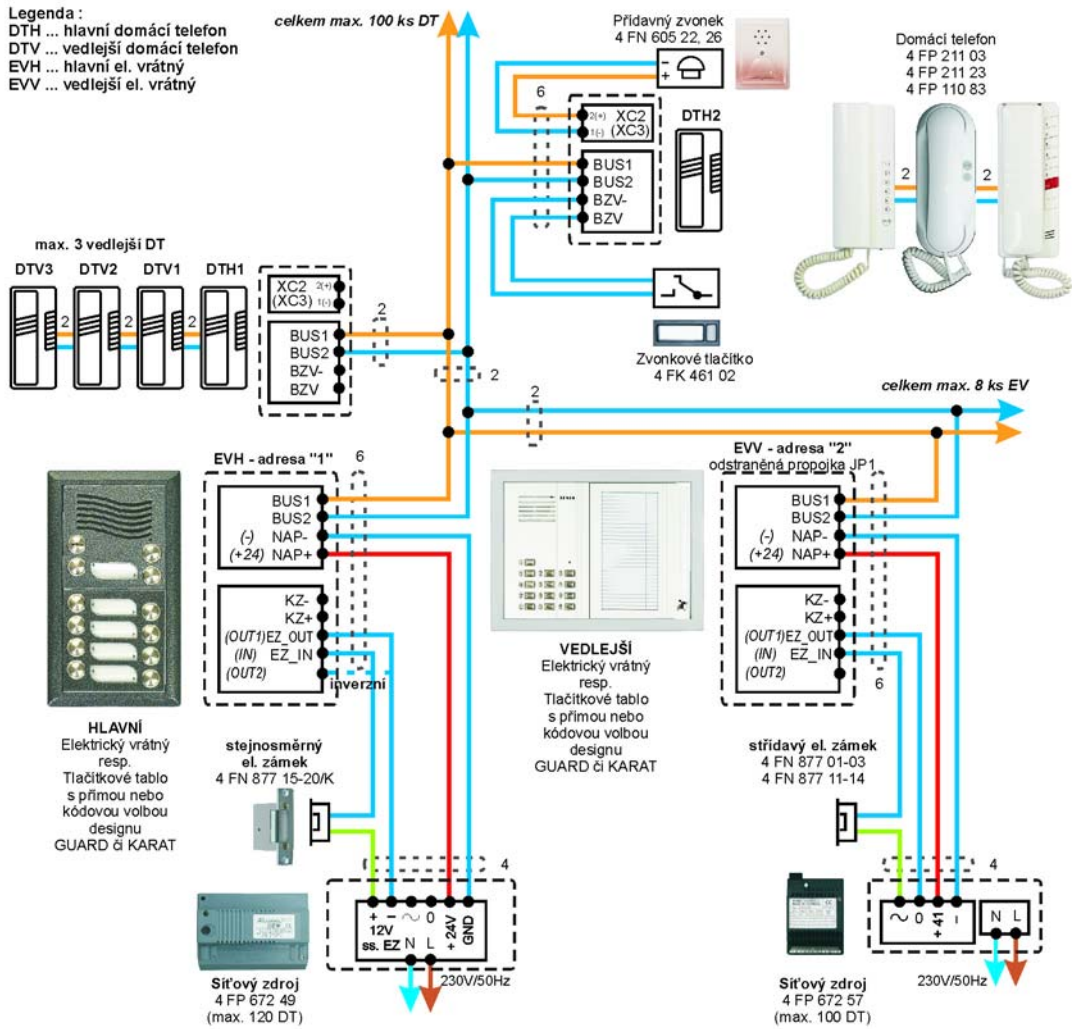 Legenda :
DTH ... hlavní domácí telefon
DTV ... vedlejší domácí telefon
EVH ... hlavní el. vrátný
EVV ... vedlejší el. vrátný
celkem max. 100 ks DT
Přídavný zvonek
4 FN 605 22, 26
-
+
6
2(+) XC2
1(-) (XC3)
DTH2
BUS1
BUS2
BZV-
BZV
Domácí telefon
4 FP 211 03
4 FP 211 23
4 FP 110 83
2
2
Zvonkové tlačítko
4 FK 461 02
max. 3 vedlejší DT
DTV3 DTV2 DTV1 DTH1
2 2 2
XC2 2(+)
(XC3) 1(-)
BUS1
BUS2
BZV-
BZV
2
2
2
celkem max. 8 ks EV
EVH - adresa "1"
6
BUS1
BUS2
(-) NAP-
(+24) NAP+
KZ-
KZ+
(OUT1) EZ_OUT
(IN) EZ_IN
(OUT2)
inverzní
HLAVNÍ
Elektrický vrátný
resp.
Tlačítkové tablo
s přímou nebo
kódovou volbou
designu
GUARD či KARAT
VEDLEJŠÍ
Elektrický vrátný
resp.
Tlačítkové tablo
s přímou nebo
kódovou volbou
designu
GUARD či KARAT
EVV - adresa "2"
odstraněná propojka JP1
6
BUS1
BUS2
(-) NAP-
(+24) NAP+
KZ-
KZ+
(OUT1) EZ_OUT
(IN) EZ_IN
(OUT2)
6
stejnosměrný
el. zámek
4 FN 877 15-20/K
4
+ - ~ 0 +24V GND
12V
ss. EZ N L
230V/50Hz
Síťový zdroj
4 FP 672 49
(max. 120 DT)
střídavý el. zámek
4 FN 877 01-03
4 FN 877 11-14
4
~ 0 +41 -
N L
230V/50Hz
Síťový zdroj
4 FP 672 57
(max. 100 DT)